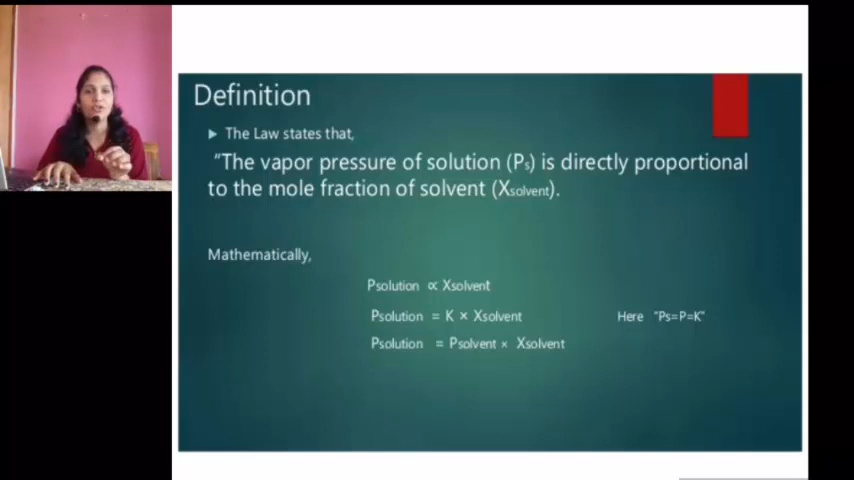 Definition
The Law states that,
"The vapor pressure of solution (Ps) is directly proportional
to the mole fraction of solvent (Xsolvent).
Mathematically,
Psolution ∝ Xsolvent
Psolution = K × Xsolvent Here "Ps=P=K"
Psolution = Psolvent × Xsolvent